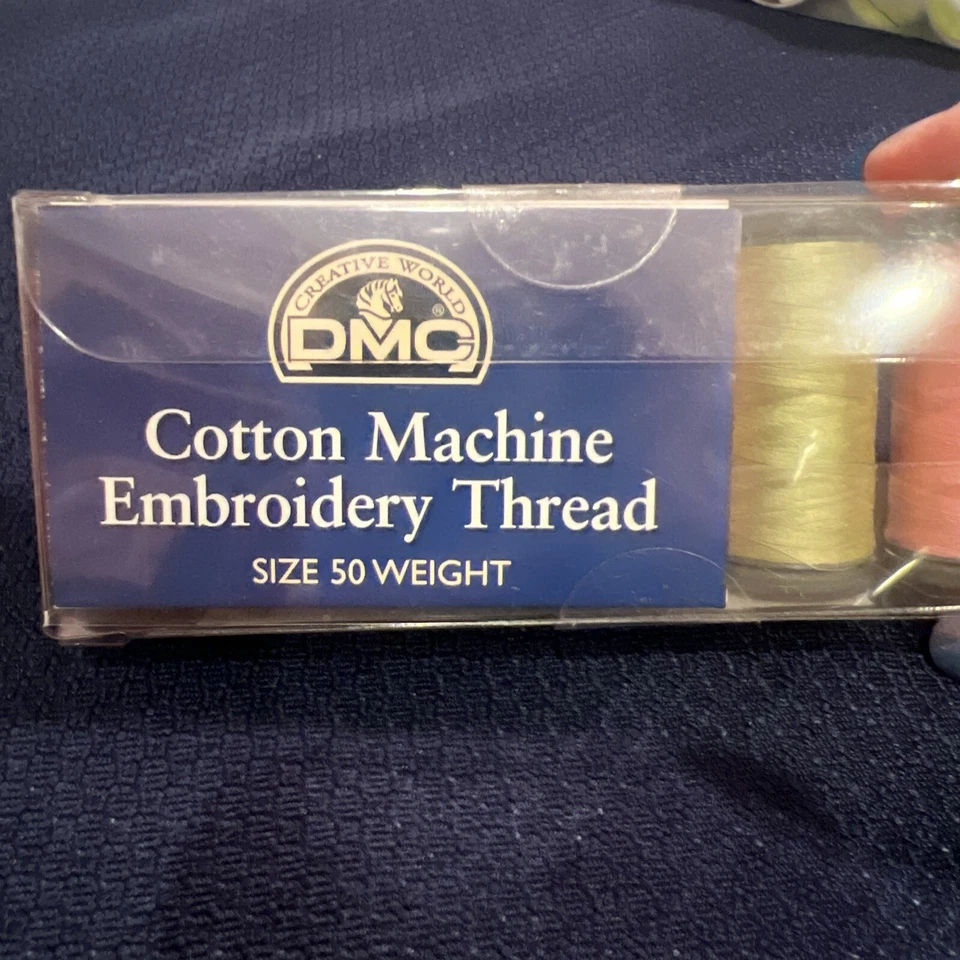 CREATIVE WORLD
DMC®
Cotton Machine
Embroidery Thread
SIZE 50 WEIGHT